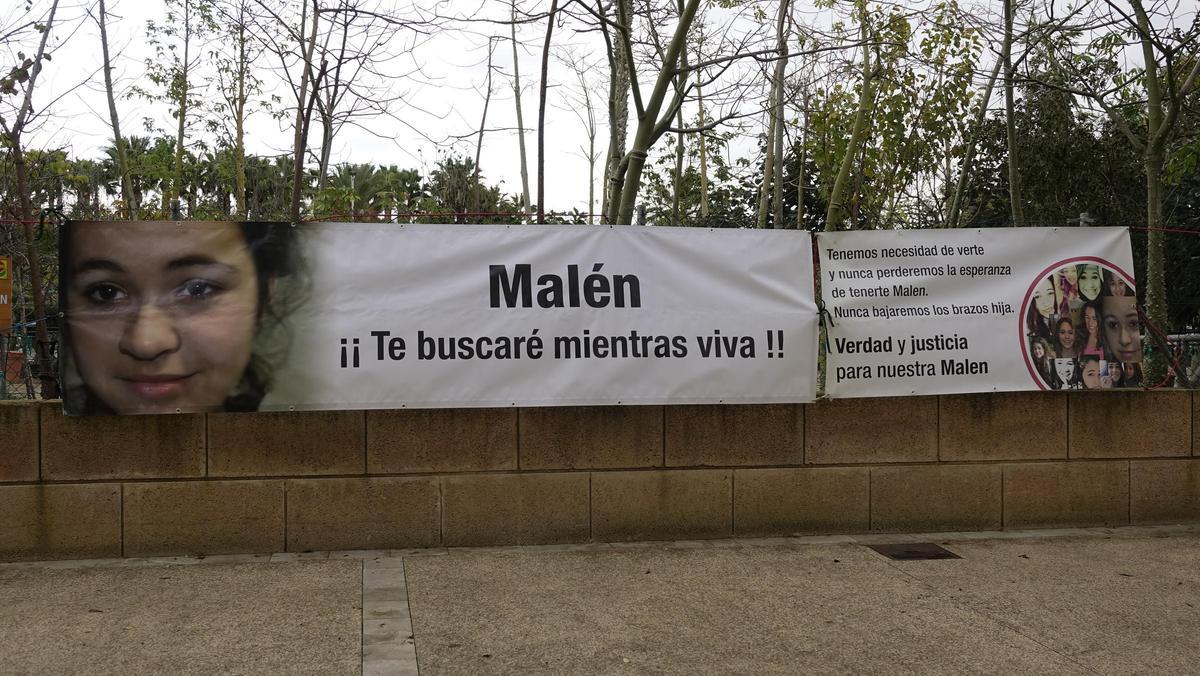 Malén
¡¡ Te buscaré mientras viva !!
Tenemos necesidad de verte
y nunca perderemos la esperanza
de tenerte Malen.
Nunca bajaremos los brazos hija.
Verdad y justicia
para nuestra Malen